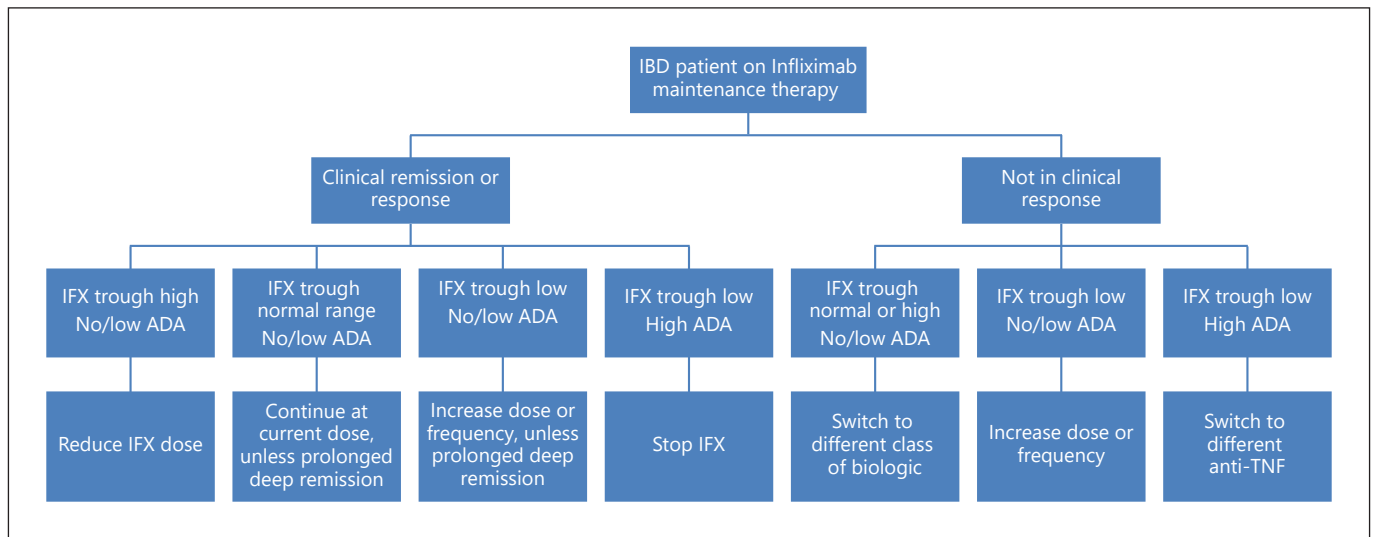 IBD patient on Infliximab
maintenance therapy
Clinical remission or
response
Not in clinical
response
IFX trough high
No/low ADA
IFX trough
normal range
No/low ADA
IFX trough low
No/low ADA
IFX trough low
High ADA
IFX trough
normal or high
No/low ADA
IFX trough low
No/low ADA
IFX trough low
High ADA
Reduce IFX dose
Continue at
current dose,
unless prolonged
deep remission
Increase dose or
frequency, unless
prolonged deep
remission
Stop IFX
Switch to
different class
of biologic
Increase dose or
frequency
Switch to
different
anti-TNF